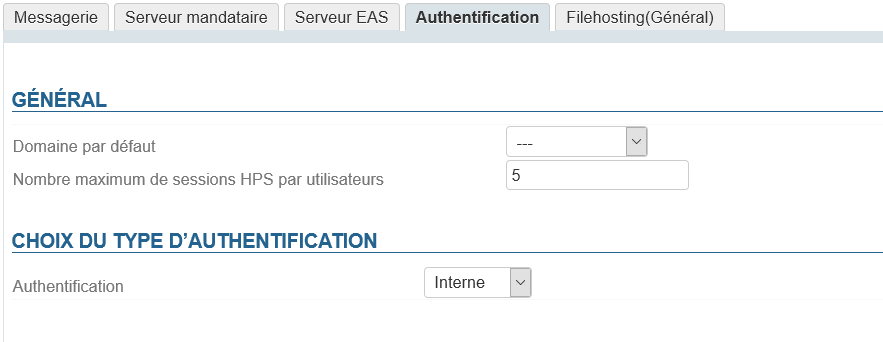 Messagerie Serveur mandataire Serveur EAS Authentification Filehosting(Général)
GÉNÉRAL
Domaine par défaut ---
Nombre maximum de sessions HPS par utilisateurs 5
CHOIX DU TYPE D’AUTHENTIFICATION
Authentification Interne